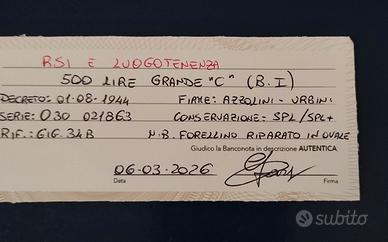 RSI E LUOGOTENENZA
500 LIRE GRANDE "C" (B.I)
DECRETO: 01-08-1944 FIRME: AZZOLINI - URBINI
SERIE: 030 021863 CONSERVAZIONE: SPL/SPL+
RIF.: GIG.34B N.B. FORELLINO RIPARATO IN OVALE
Giudico la Banconota in descrizione AUTENTICA
06-03-2026
Data Firma
subito